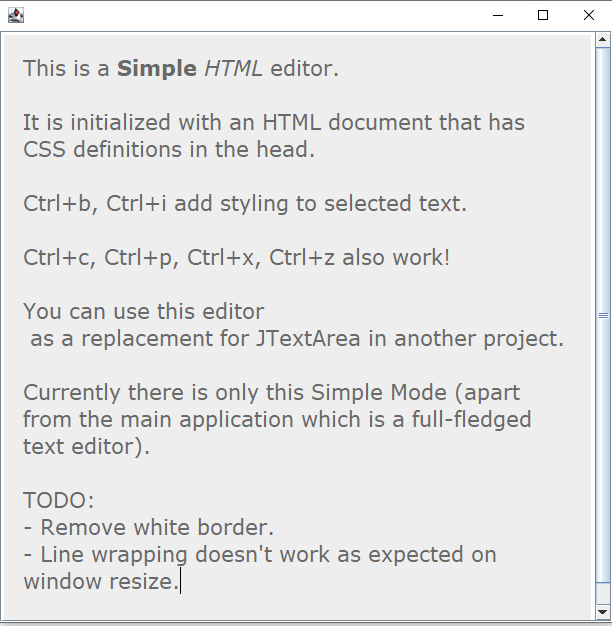 This is a Simple HTML editor.
It is initialized with an HTML document that has
CSS definitions in the head.
Ctrl+b, Ctrl+i add styling to selected text.
Ctrl+c, Ctrl+p, Ctrl+x, Ctrl+z also work!
You can use this editor
as a replacement for JTextArea in another project.
Currently there is only this Simple Mode (apart
from the main application which is a full-fledged
text editor).
TODO:
- Remove white border.
- Line wrapping doesn't work as expected on
window resize.